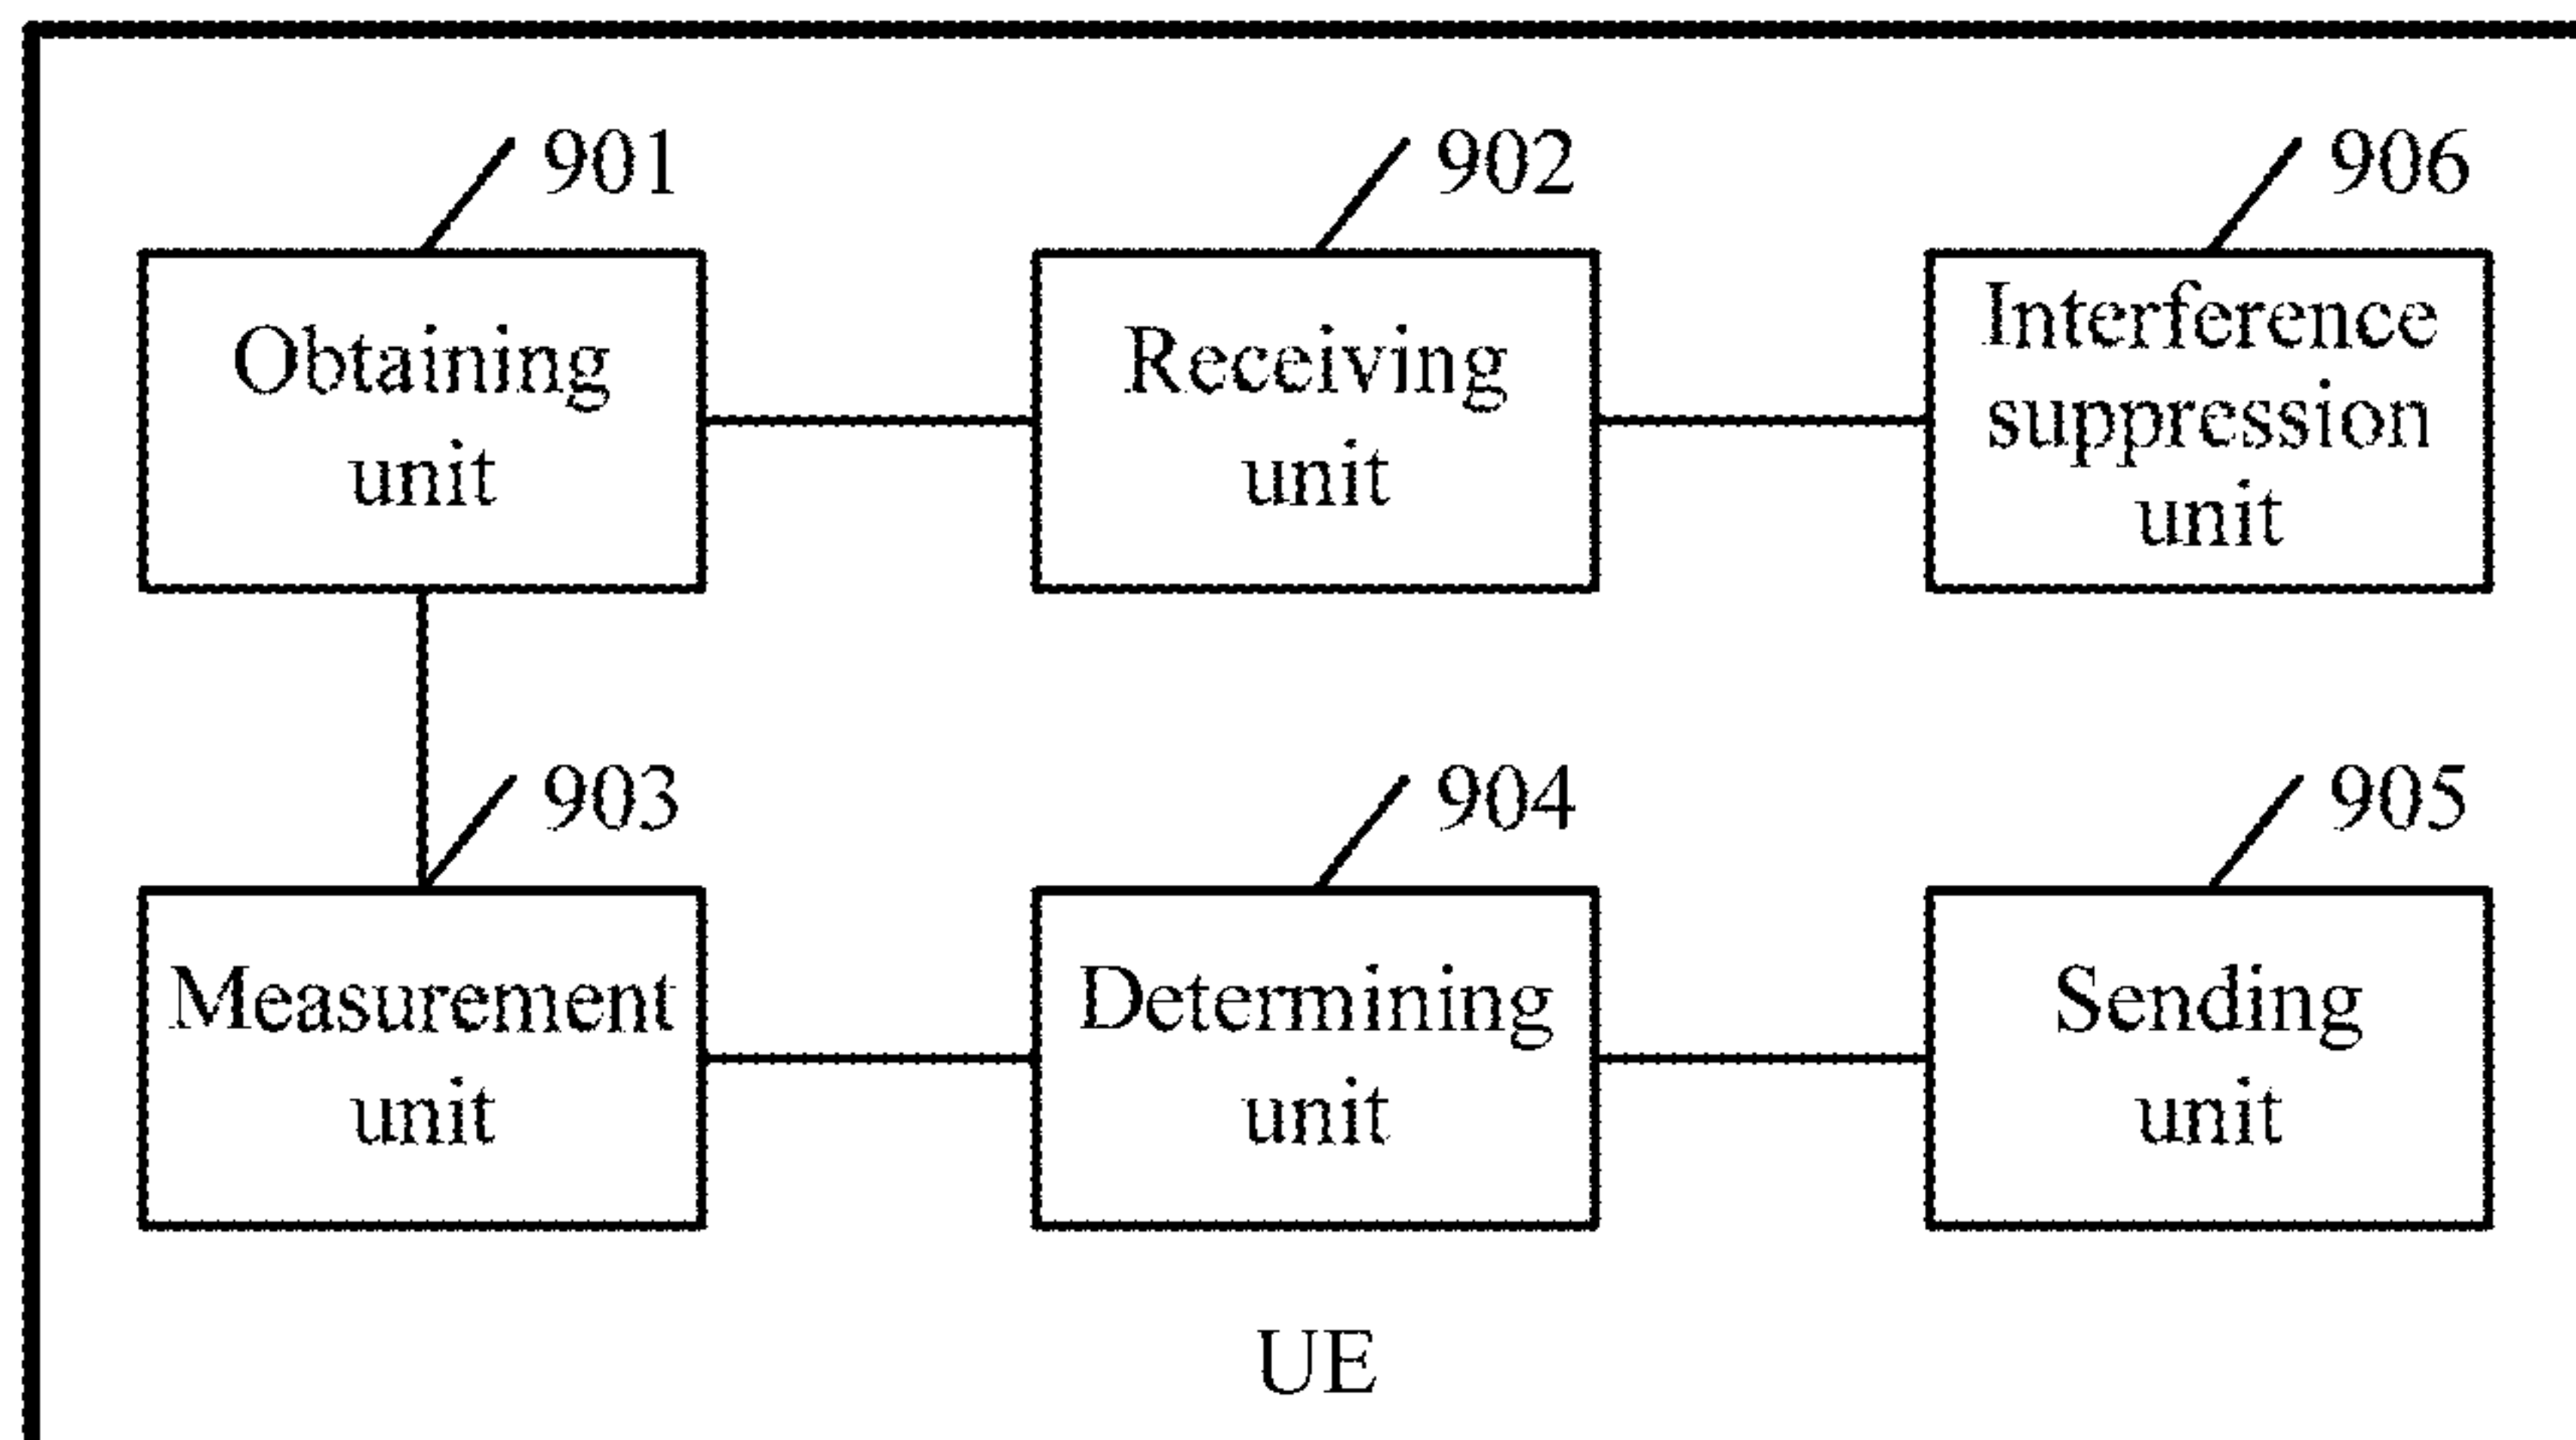 901
902
906
Obtaining
unit
Receiving
unit
Interference
suppression
unit
903
904
905
Measurement
unit
Determining
unit
Sending
unit
UE